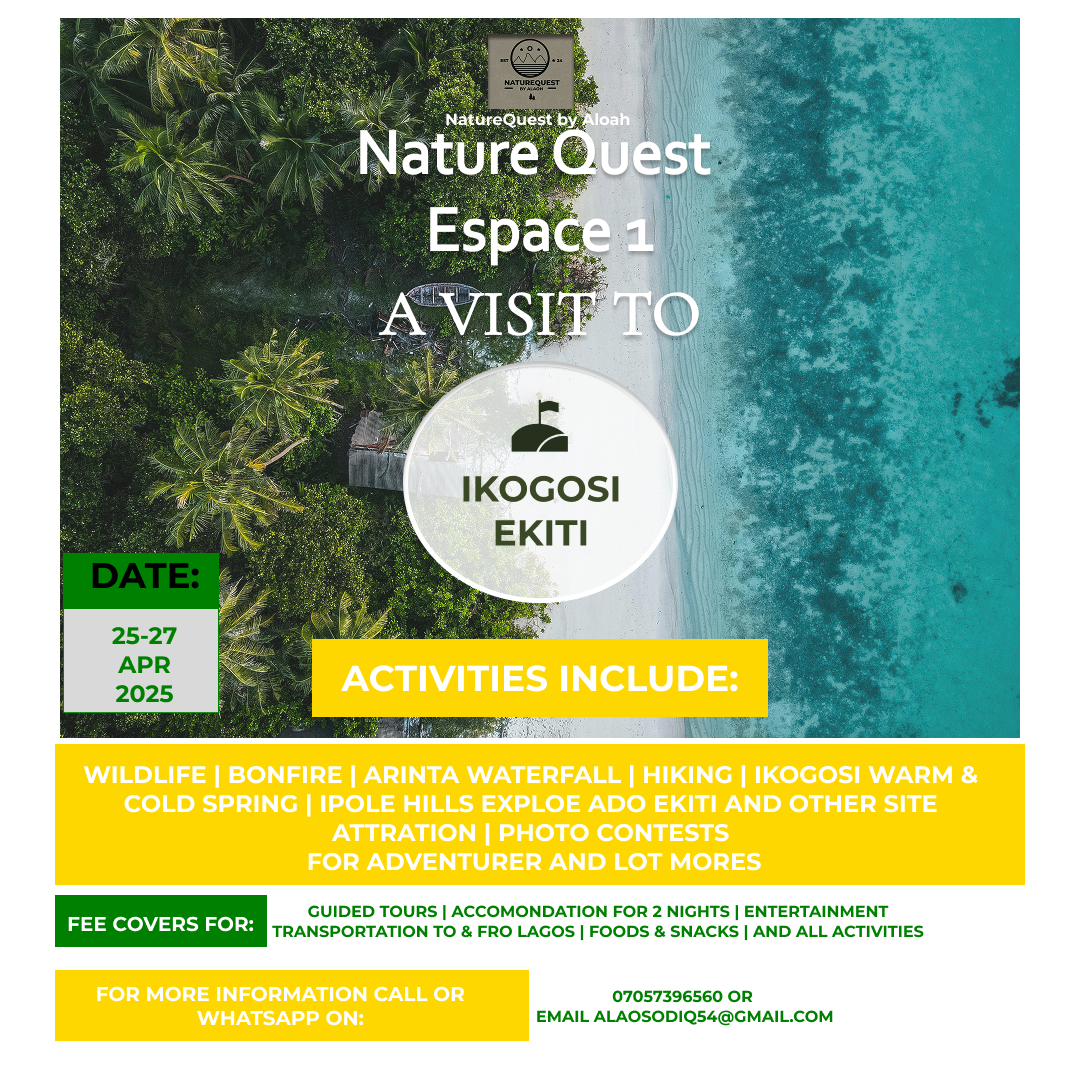 EST
24
NATUREQUEST
BY ALAON
NatureQuest by Aloah
Nature Quest
Espace 1
A VISIT TO
IKOGOSI
EKITI
DATE:
25-27
APR
2025
ACTIVITIES INCLUDE:
WILDLIFE | BONFIRE | ARINTA WATERFALL | HIKING | IKOGOSI WARM &
COLD SPRING | IPOLE HILLS EXPLOE ADO EKITI AND OTHER SITE
ATTRATION | PHOTO CONTESTS
FOR ADVENTURER AND LOT MORES
FEE COVERS FOR:
GUIDED TOURS | ACCOMONDATION FOR 2 NIGHTS | ENTERTAINMENT
TRANSPORTATION TO & FRO LAGOS | FOODS & SNACKS | AND ALL ACTIVITIES
FOR MORE INFORMATION CALL OR
WHATSAPP ON:
07057396560 OR
EMAIL ALAOSODIQ54@GMAIL.COM